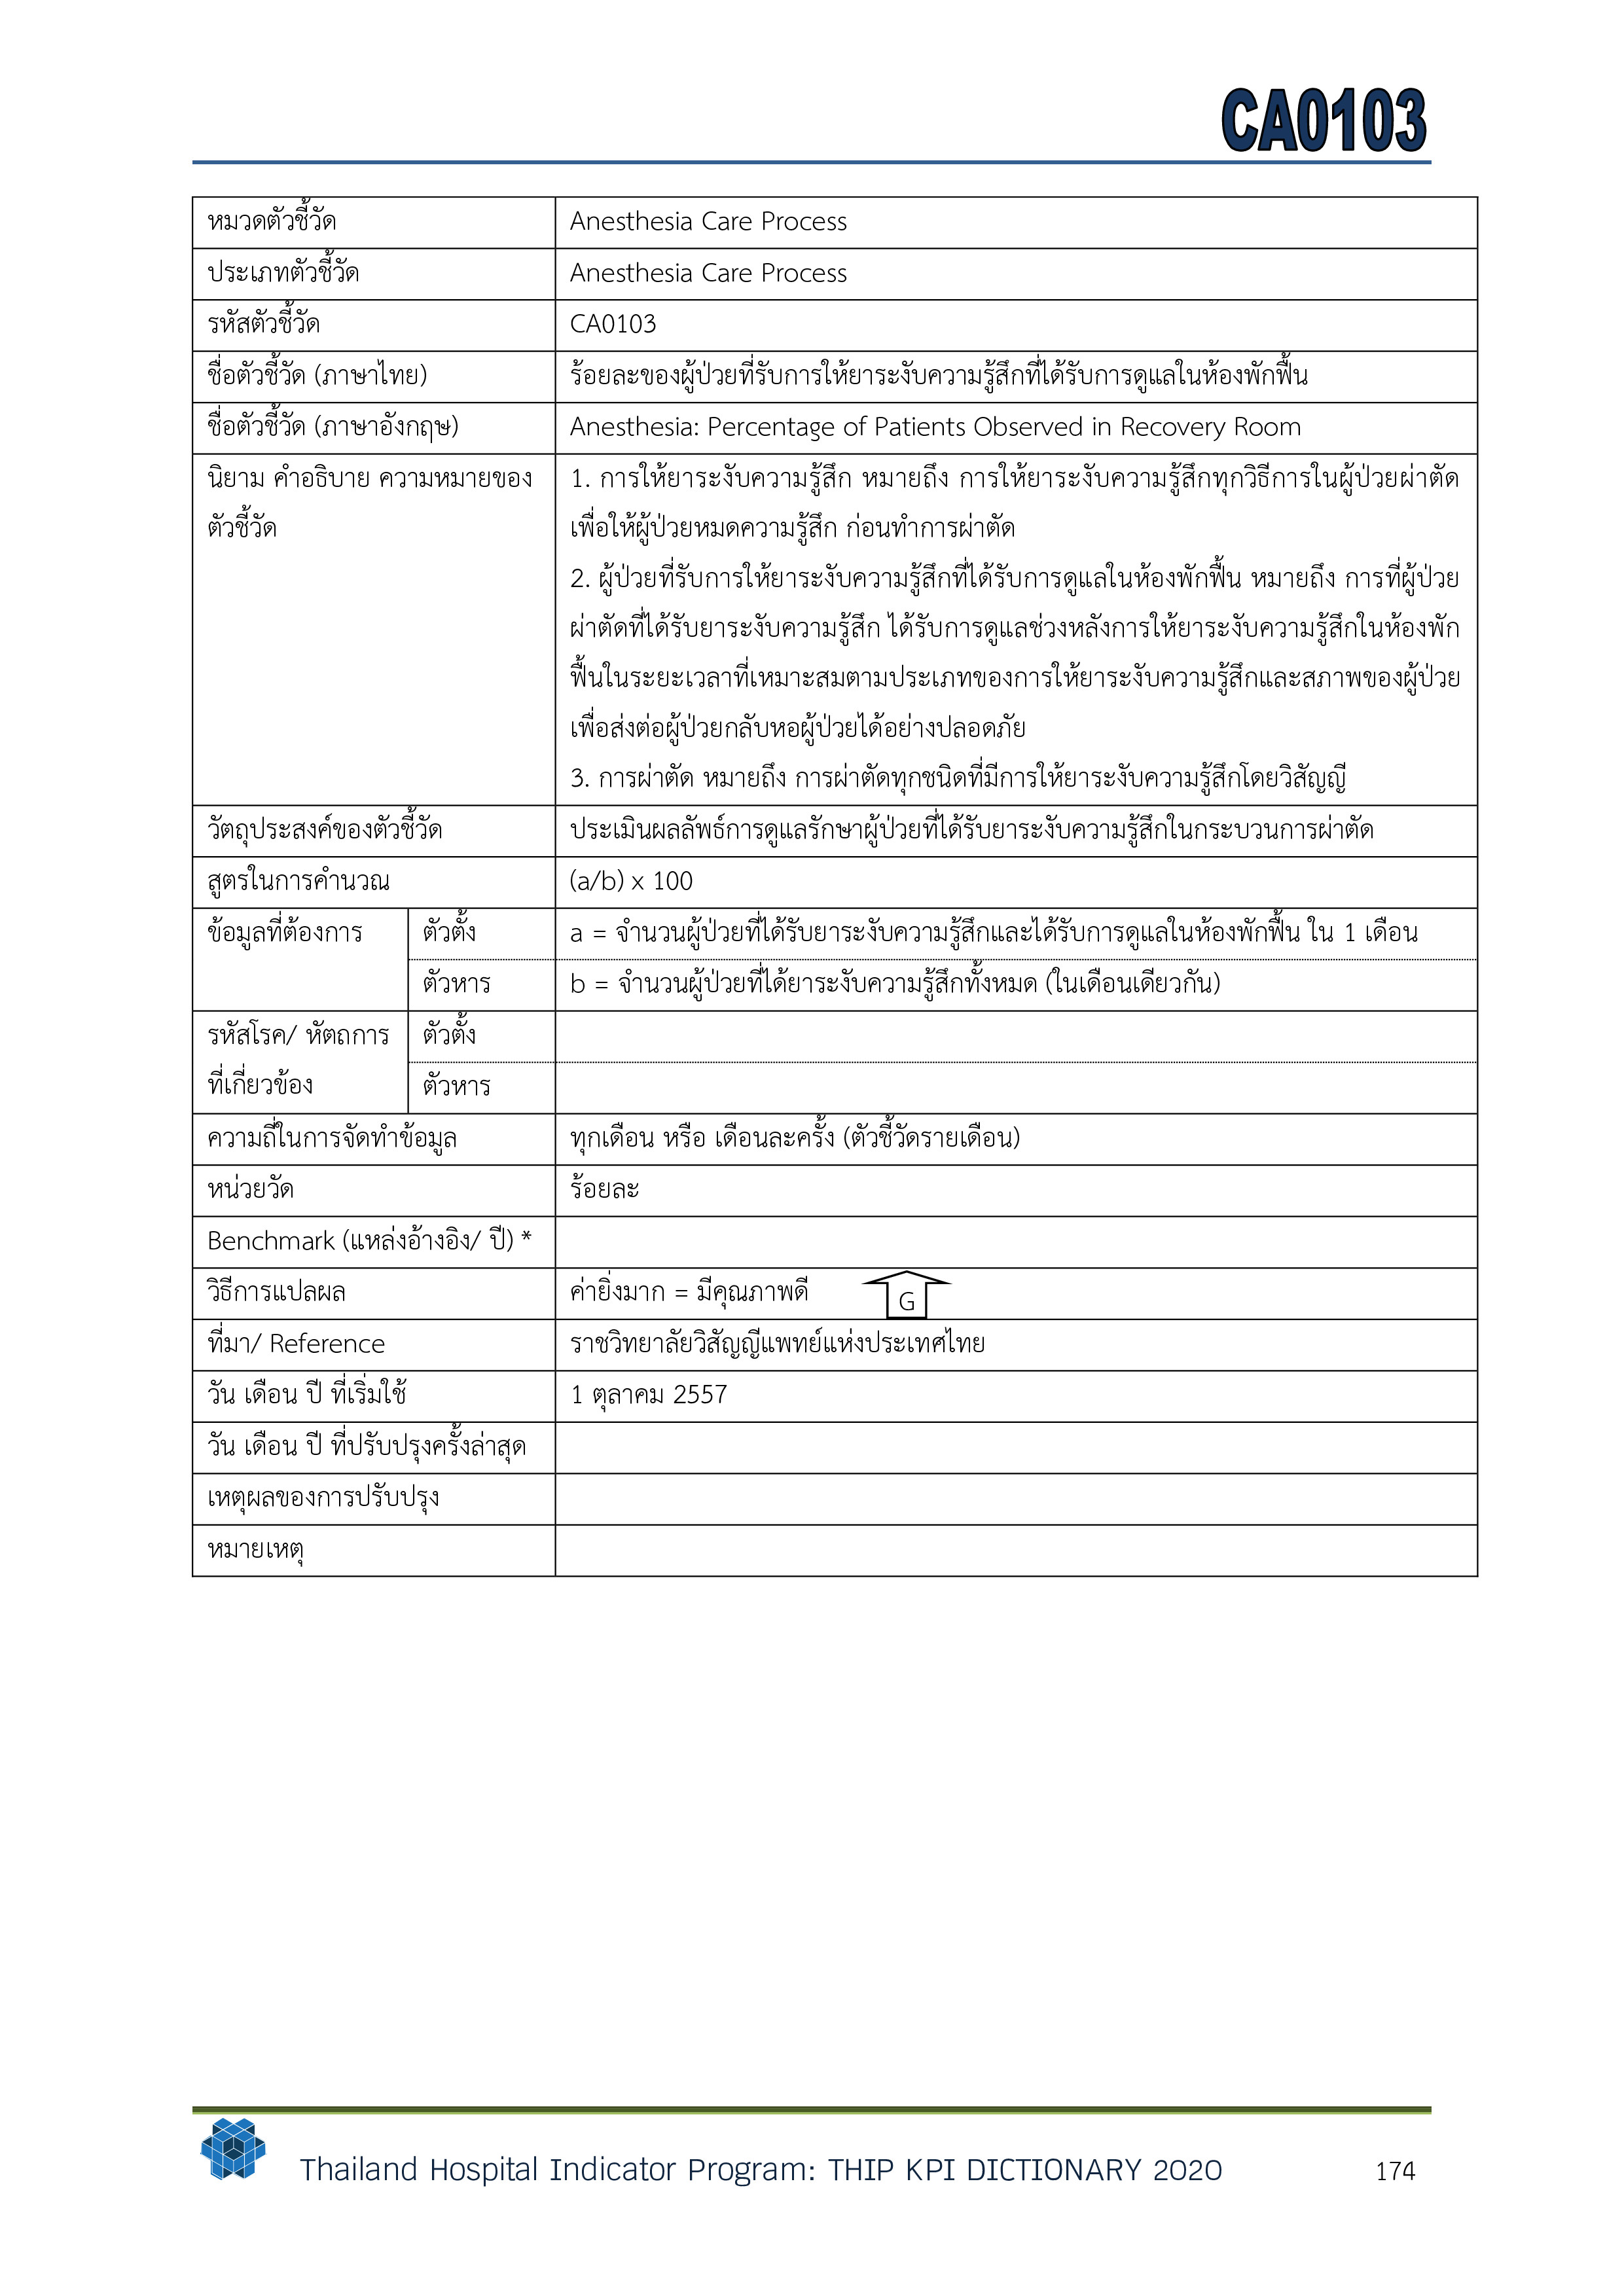 CA0103
หมวดตัวชี้วัด Anesthesia Care Process
ประเภทตัวชี้วัด Anesthesia Care Process
รหัสตัวชี้วัด CA0103
ชื่อตัวชี้วัด (ภาษาไทย) ร้อยละของผู้ป่วยที่รับการให้ยาระงับความรู้สึกที่ได้รับการดูแลในห้องพักฟื้น
ชื่อตัวชี้วัด (ภาษาอังกฤษ) Anesthesia: Percentage of Patients Observed in Recovery Room
นิยาม คำอธิบาย ความหมายของ
ตัวชี้วัด
1. การให้ยาระงับความรู้สึก หมายถึง การให้ยาระงับความรู้สึกทุกวิธีการในผู้ป่วยผ่าตัด
เพื่อให้ผู้ป่วยหมดความรู้สึก ก่อนทำการผ่าตัด
2. ผู้ป่วยที่รับการให้ยาระงับความรู้สึกที่ได้รับการดูแลในห้องพักฟื้น หมายถึง การที่ผู้ป่วย
ผ่าตัดที่ได้รับยาระงับความรู้สึก ได้รับการดูแลช่วงหลังการให้ยาระงับความรู้สึกในห้องพัก
ฟื้นในระยะเวลาที่เหมาะสมตามประเภทของการให้ยาระงับความรู้สึกและสภาพของผู้ป่วย
เพื่อส่งต่อผู้ป่วยกลับหอผู้ป่วยได้อย่างปลอดภัย
3. การผ่าตัด หมายถึง การผ่าตัดทุกชนิดที่มีการให้ยาระงับความรู้สึกโดยวิสัญญี
วัตถุประสงค์ของตัวชี้วัด ประเมินผลลัพธ์การดูแลรักษาผู้ป่วยที่ได้รับยาระงับความรู้สึกในกระบวนการผ่าตัด
สูตรในการคำนวณ (a/b) x 100
ข้อมูลที่ต้องการ ตัวตั้ง a = จำนวนผู้ป่วยที่ได้รับยาระงับความรู้สึกและได้รับการดูแลในห้องพักฟื้น ใน 1 เดือน
ตัวหาร b = จำนวนผู้ป่วยที่ได้ยาระงับความรู้สึกทั้งหมด (ในเดือนเดียวกัน)
รหัสโรค/ หัตถการ ตัวตั้ง
ที่เกี่ยวข้อง ตัวหาร
ความถี่ในการจัดทำข้อมูล ทุกเดือน หรือ เดือนละครั้ง (ตัวชี้วัดรายเดือน)
หน่วยวัด ร้อยละ
Benchmark (แหล่งอ้างอิง/ ปี) *
วิธีการแปลผล ค่ายิ่งมาก = มีคุณภาพดี G
ที่มา/ Reference ราชวิทยาลัยวิสัญญีแพทย์แห่งประเทศไทย
วัน เดือน ปี ที่เริ่มใช้ 1 ตุลาคม 2557
วัน เดือน ปี ที่ปรับปรุงครั้งล่าสุด
เหตุผลของการปรับปรุง
หมายเหตุ
Thailand Hospital Indicator Program: THIP KPI DICTIONARY 2020 174